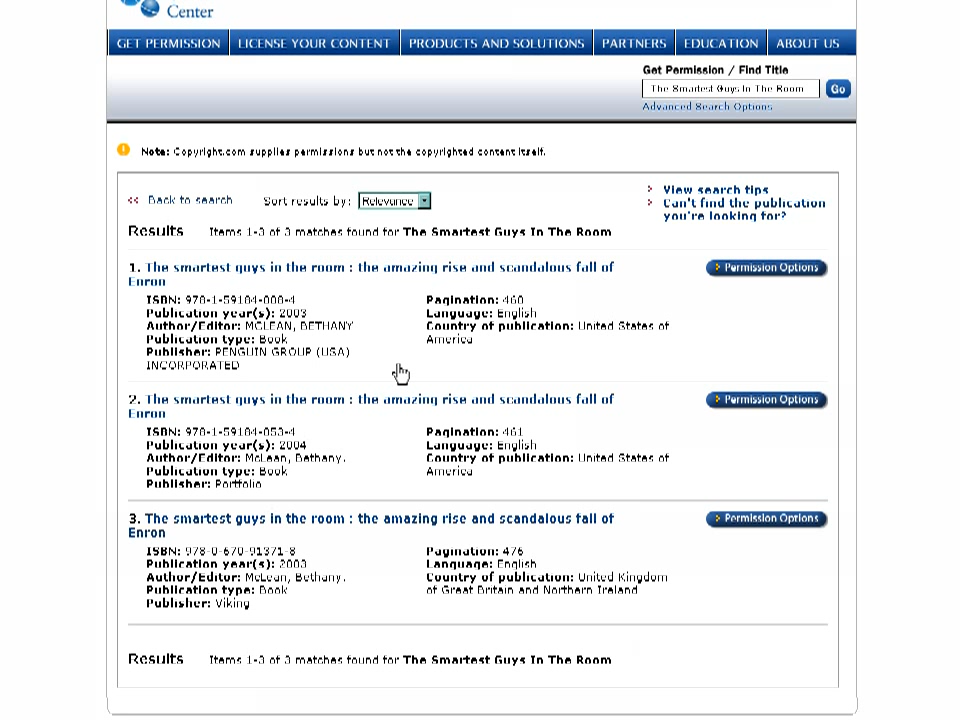 Center
GET PERMISSION LICENSE YOUR CONTENT PRODUCTS AND SOLUTIONS PARTNERS EDUCATION ABOUT US
Get Permission / Find Title
The Smartest Guys In The Room Go
Advanced Search Options
Note: Copyright.com supplies permissions but not the copyrighted content itself.
<< Back to search Sort results by: Relevance
> View search tips
> Can't find the publication
you're looking for?
Results Items 1-3 of 3 matches found for The Smartest Guys In The Room
1. The smartest guys in the room : the amazing rise and scandalous fall of
Enron
> Permission Options
ISBN: 978-1-59184-008-4 Pagination: 460
Publication year(s): 2003 Language: English
Author/Editor: MCLEAN, BETHANY Country of publication: United States of
Publication type: Book America
Publisher: PENGUIN GROUP (USA)
INCORPORATED
2. The smartest guys in the room : the amazing rise and scandalous fall of
Enron
> Permission Options
ISBN: 978-1-59184-053-4 Pagination: 461
Publication year(s): 2004 Language: English
Author/Editor: McLean, Bethany. Country of publication: United States of
Publication type: Book America
Publisher: Portfolio
3. The smartest guys in the room : the amazing rise and scandalous fall of
Enron
> Permission Options
ISBN: 978-0-670-91371-8 Pagination: 476
Publication year(s): 2003 Language: English
Author/Editor: McLean, Bethany. Country of publication: United Kingdom
Publication type: Book of Great Britain and Northern Ireland
Publisher: Viking
Results Items 1-3 of 3 matches found for The Smartest Guys In The Room